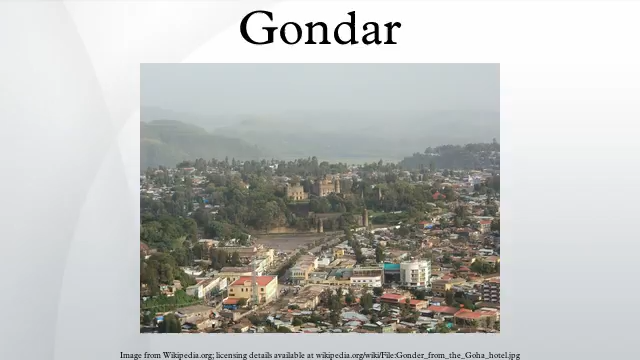 Gondar
Image from Wikipedia.org; licensing details available at wikipedia.org/wiki/File:Gonder_from_the_Goha_hotel.jpg